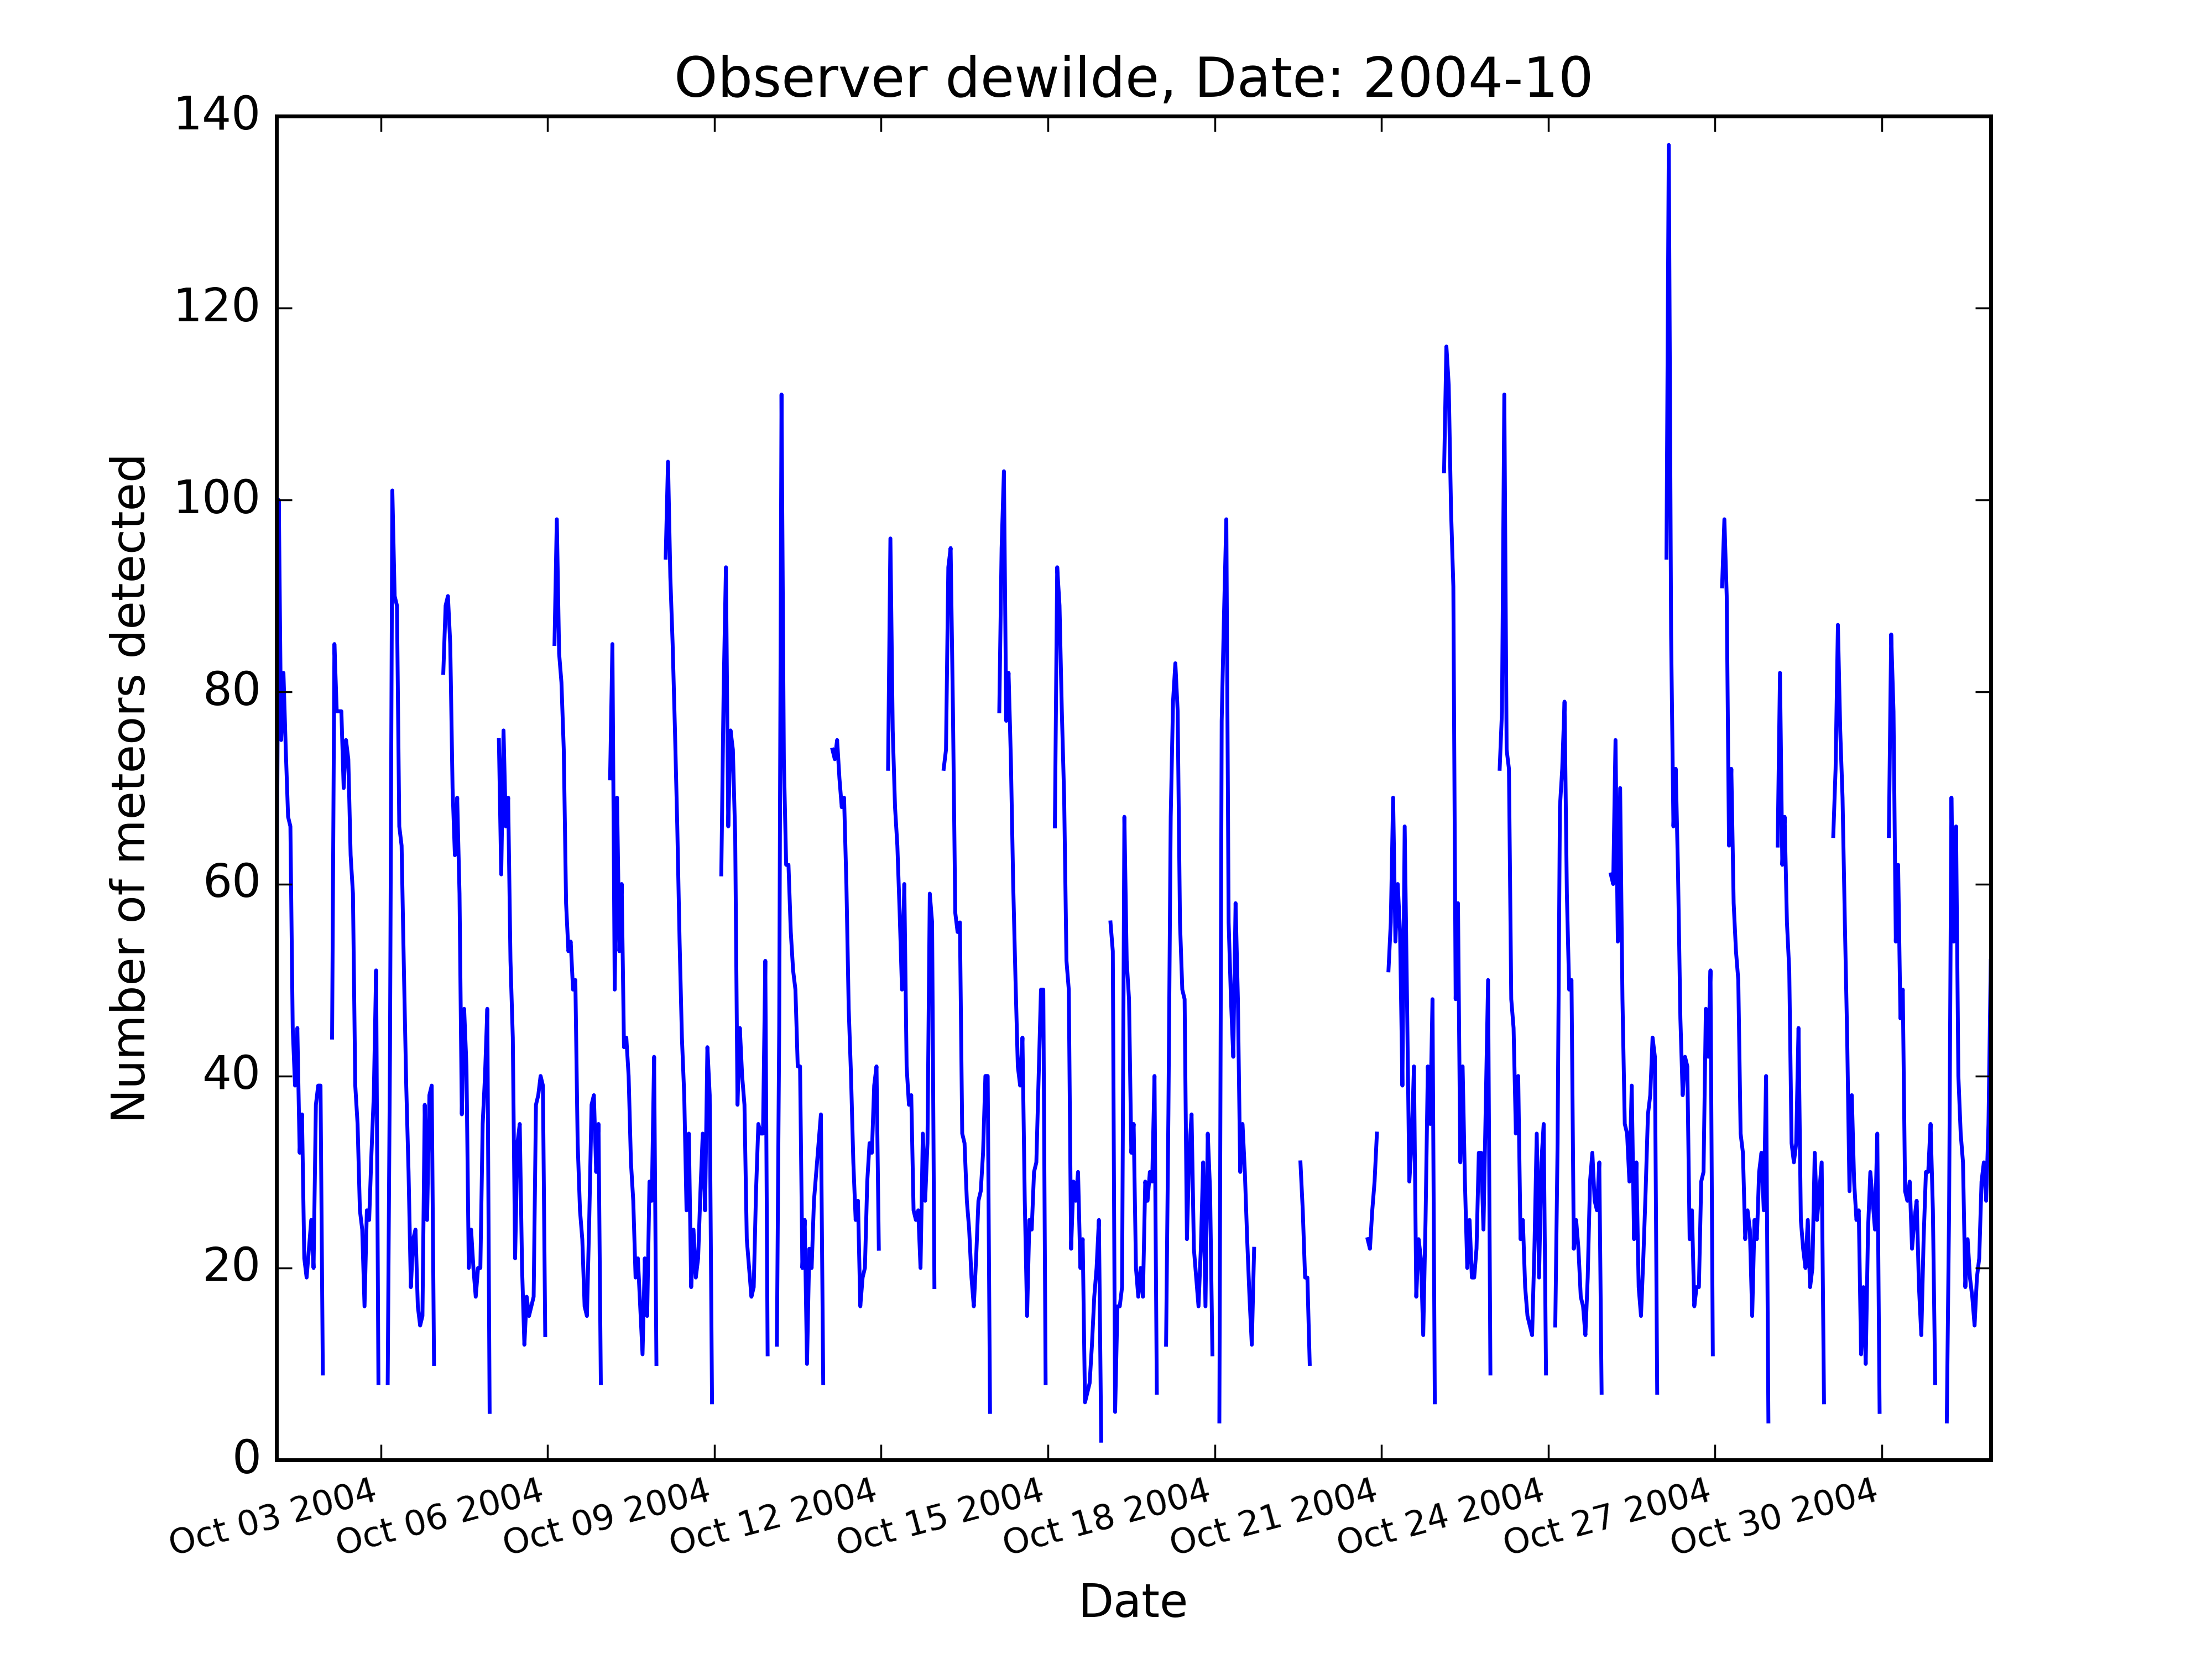 Observer dewilde, Date: 2004-10
140
120
100
80
60
40
20
0
Number of meteors detected
Oct 03 2004
Oct 06 2004
Oct 09 2004
Oct 12 2004
Oct 15 2004
Oct 18 2004
Oct 21 2004
Oct 24 2004
Oct 27 2004
Oct 30 2004
Date